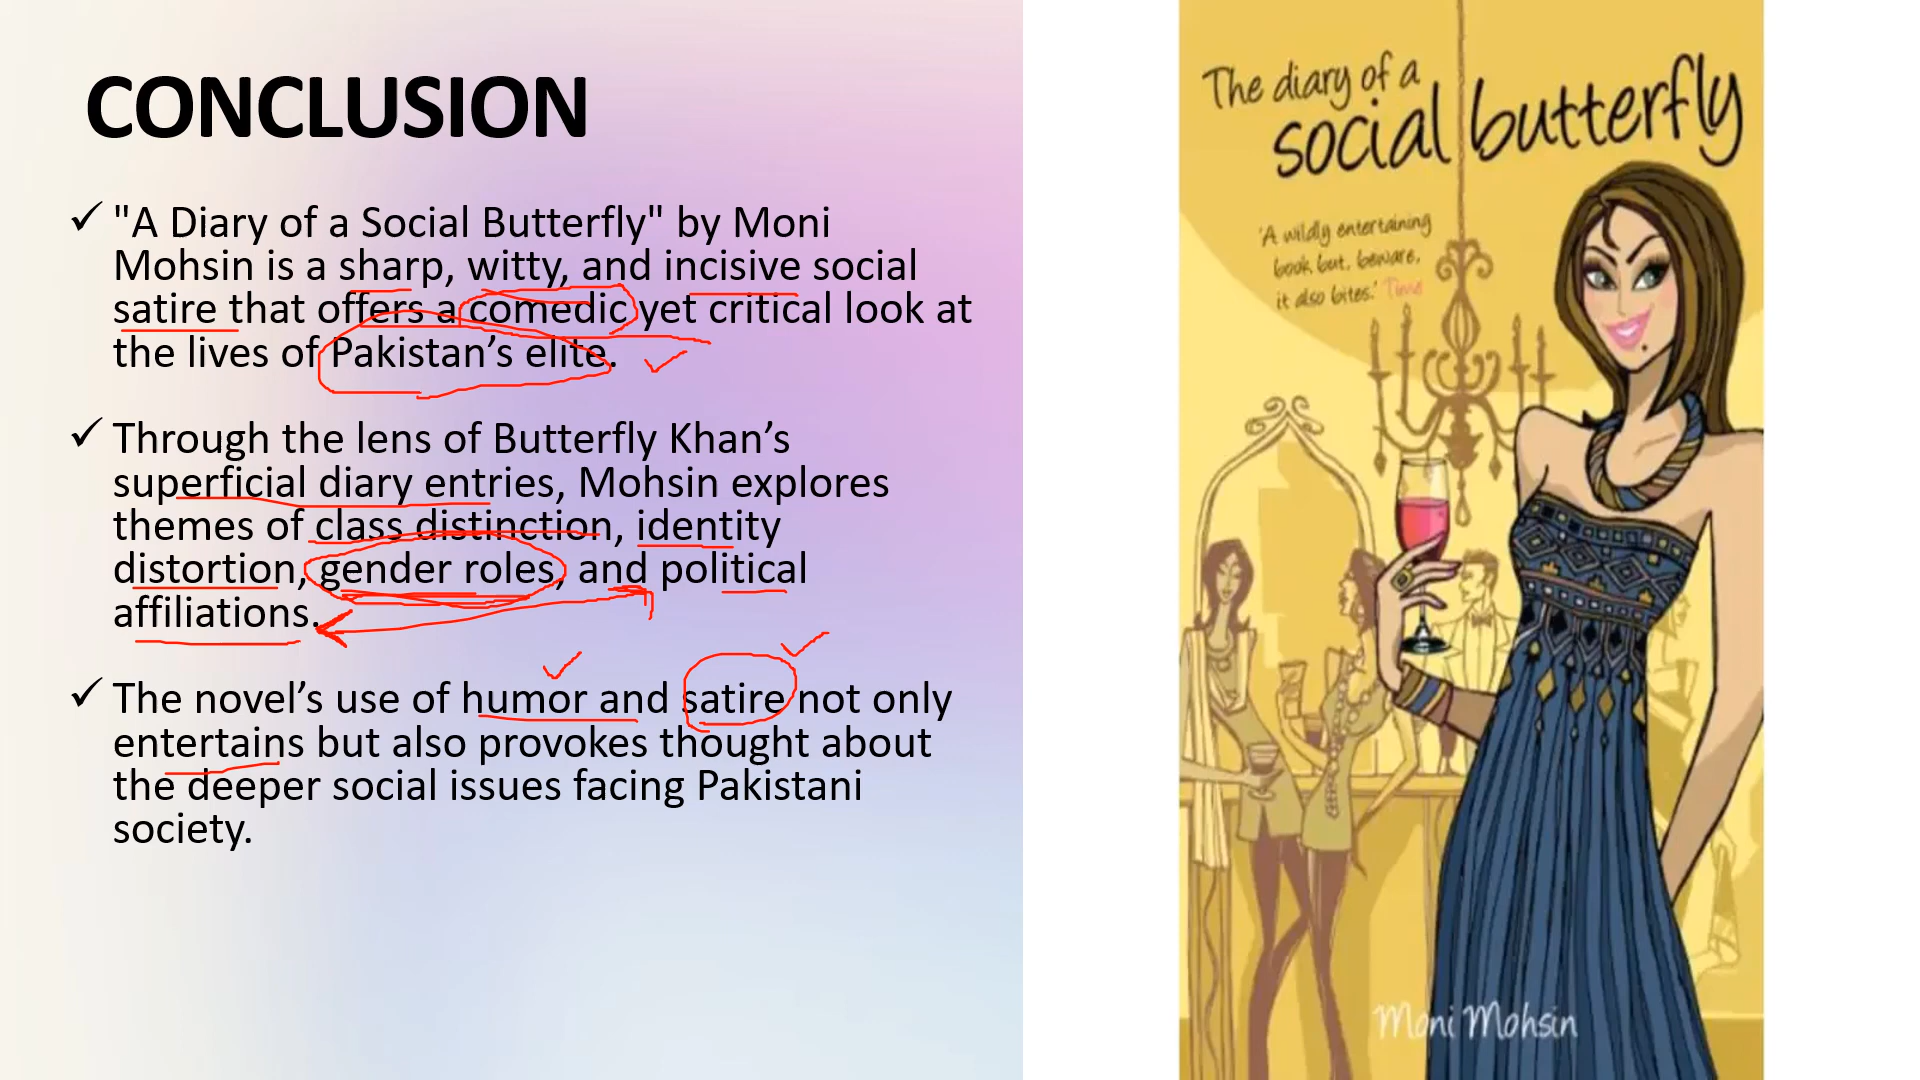 CONCLUSION
✓ "A Diary of a Social Butterfly" by Moni
Mohsin is a sharp, witty, and incisive social
satire that offers a comedic yet critical look at
the lives of Pakistan’s elite.
✓ Through the lens of Butterfly Khan’s
superficial diary entries, Mohsin explores
themes of class distinction, identity
distortion, gender roles, and political
affiliations.
✓ The novel’s use of humor and satire not only
entertains but also provokes thought about
the deeper social issues facing Pakistani
society.
The diary of a
social butterfly
'A wildly entertaining
book but, beware,
it also bites.' Time
Moni Mohsin